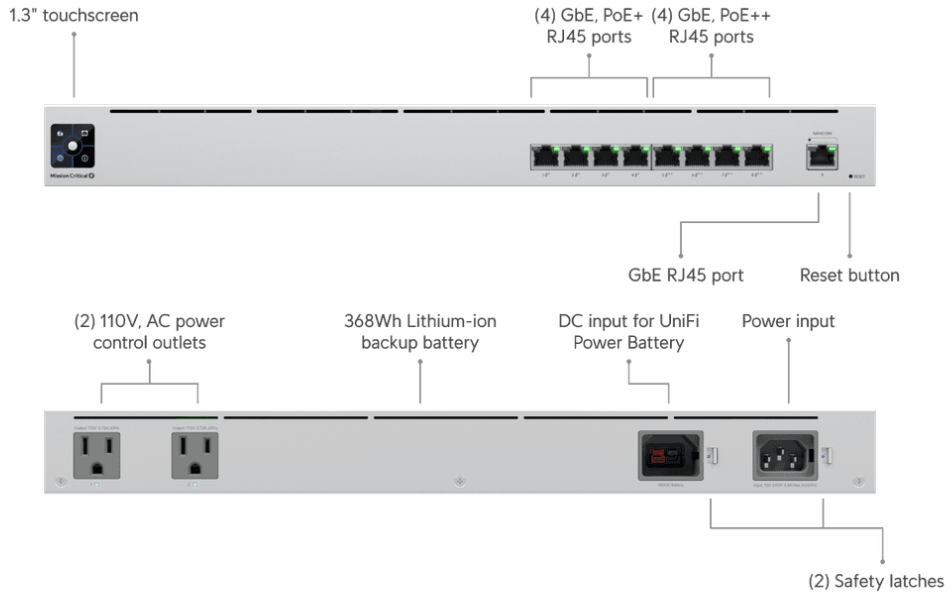 1.3" touchscreen
(4) GbE, PoE+ (4) GbE, PoE++
RJ45 ports RJ45 ports
Mission Critical
RESET
GbE RJ45 port
Reset button
(2) 110V, AC power
control outlets
368Wh Lithium-ion
backup battery
DC input for UniFi
Power Battery
Power input
(2) Safety latches